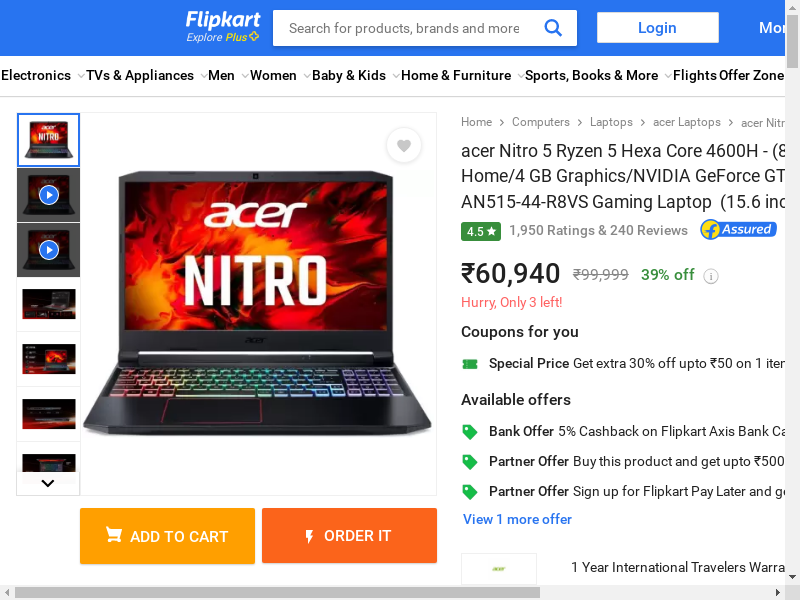 Flipkart
Explore Plus
Search for products, brands and more
Login
Mor
Electronics
TVs & Appliances
Men
Women
Baby & Kids
Home & Furniture
Sports, Books & More
Flights
Offer Zone
Home > Computers > Laptops > acer Laptops > acer Nitr
acer Nitro 5 Ryzen 5 Hexa Core 4600H - (8
Home/4 GB Graphics/NVIDIA GeForce GT
AN515-44-R8VS Gaming Laptop (15.6 inc
4.5★ 1,950 Ratings & 240 Reviews Assured
₹60,940 ₹99,999 39% off
Hurry, Only 3 left!
Coupons for you
Special Price Get extra 30% off upto ₹50 on 1 iter
Available offers
Bank Offer 5% Cashback on Flipkart Axis Bank Ca
Partner Offer Buy this product and get upto ₹500
Partner Offer Sign up for Flipkart Pay Later and ge
View 1 more offer
acer
1 Year International Travelers Warra
acer
NITRO
acer
NITRO
ADD TO CART
ORDER IT